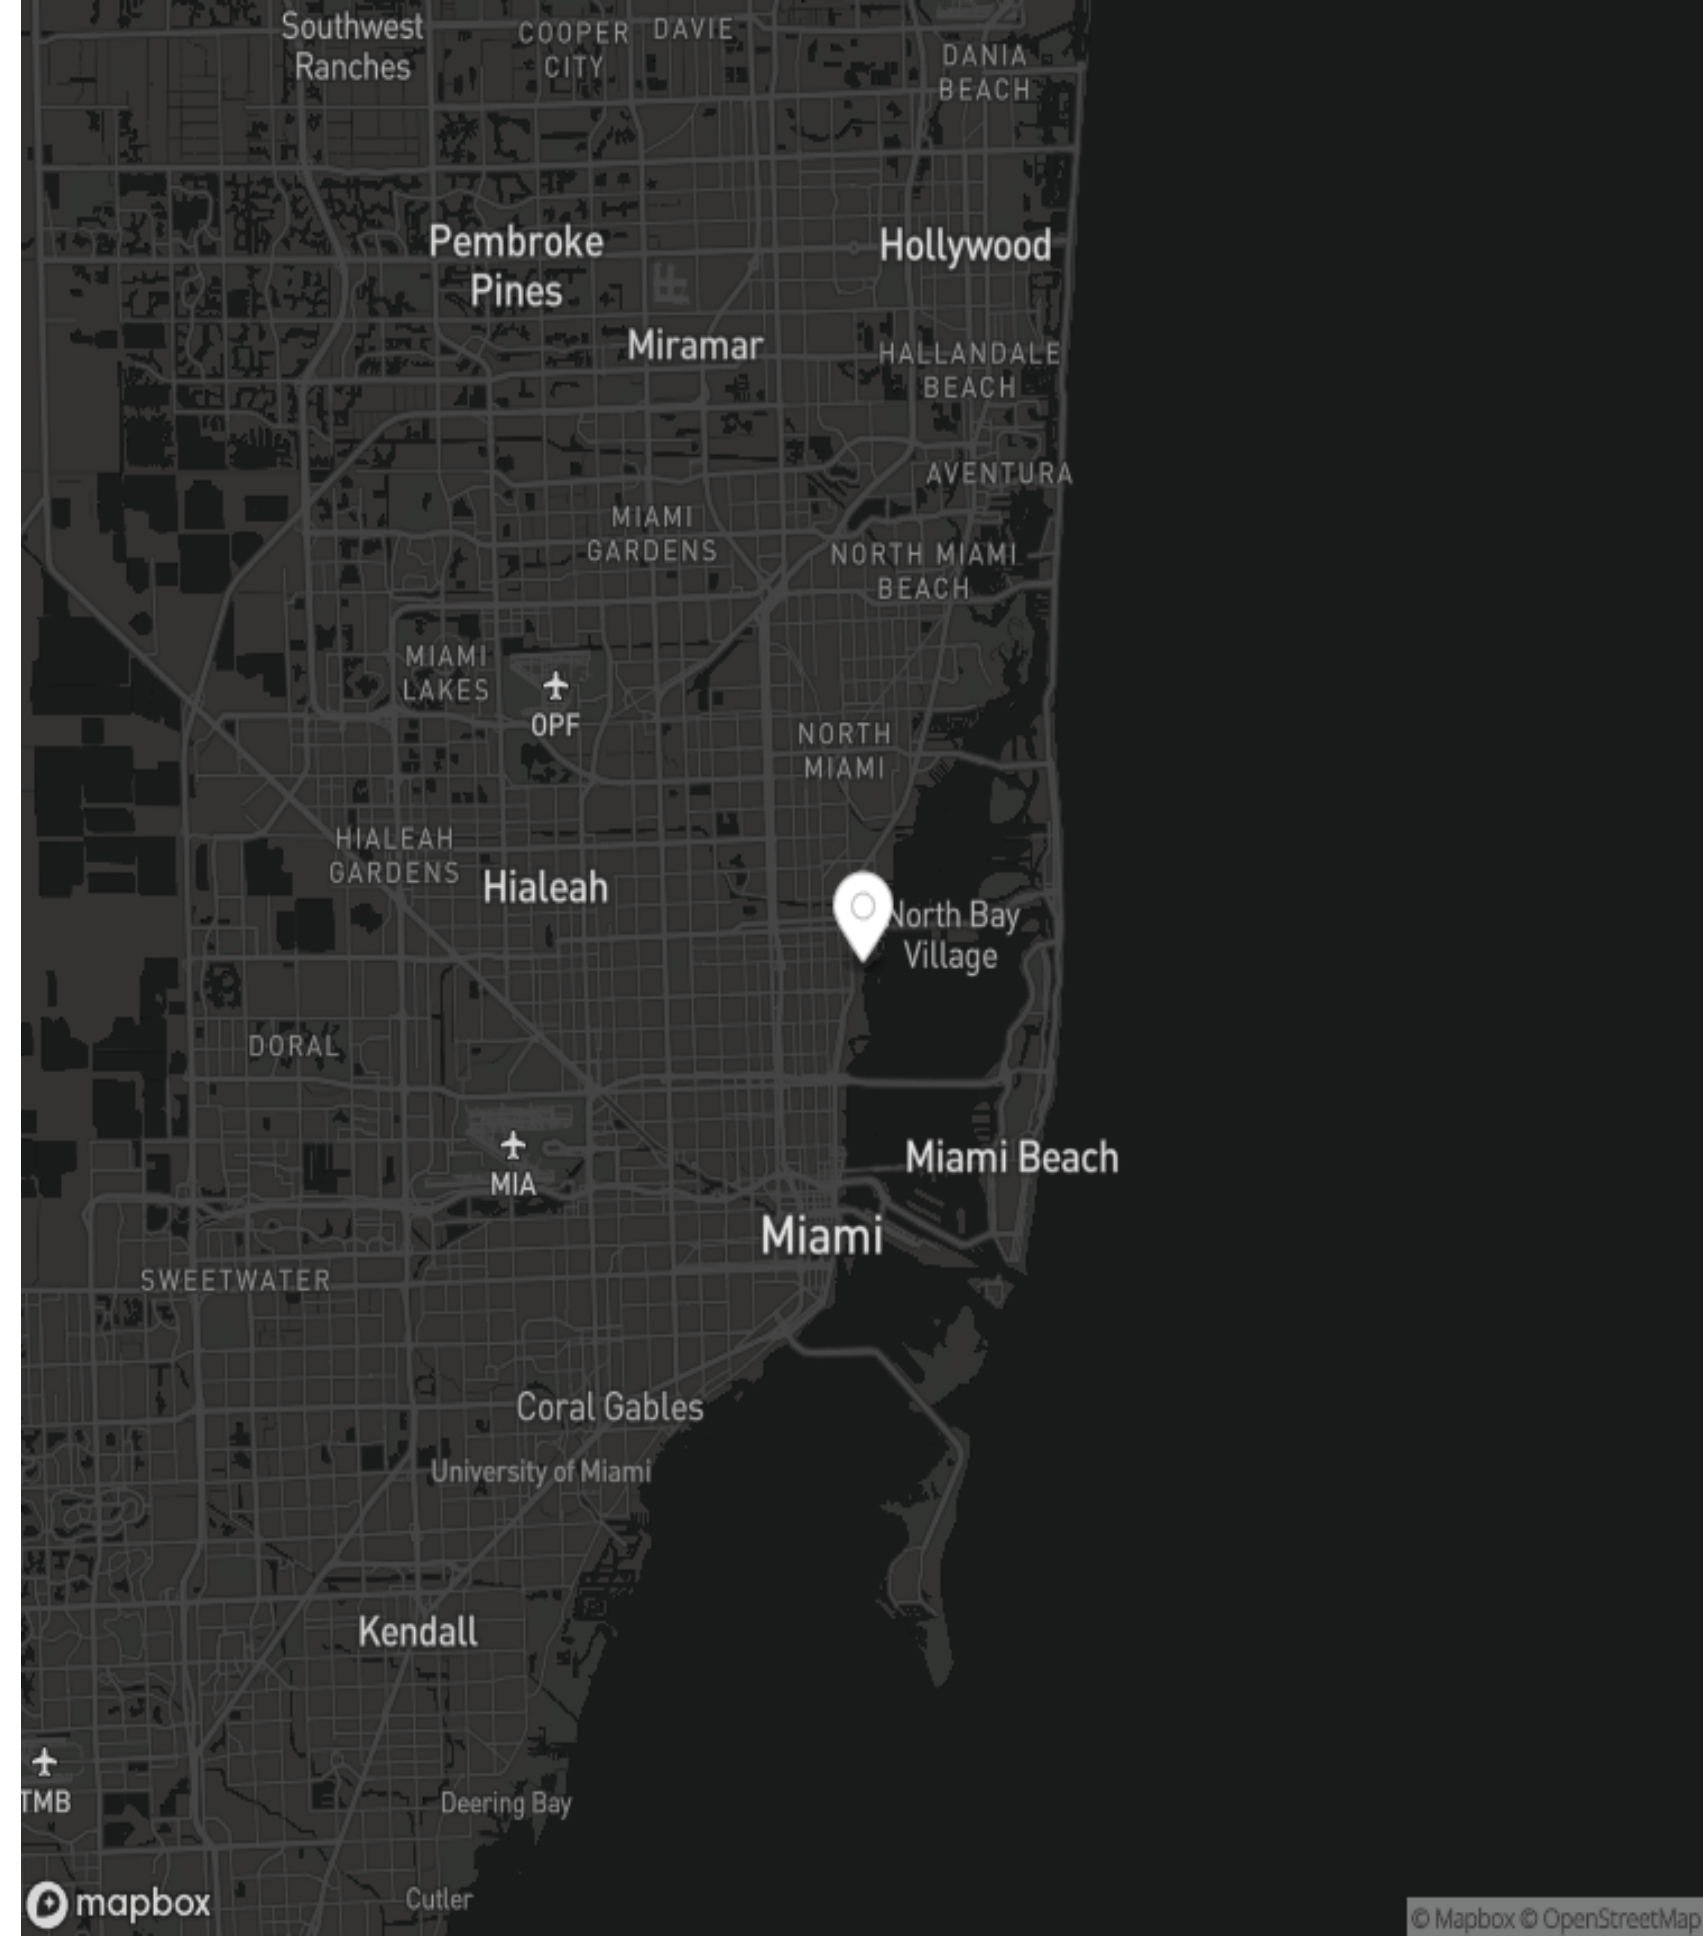 Southwest
Ranches
COOPER
CITY
DAVIE
DANIA
BEACH
Pembroke
Pines
Hollywood
Miramar
HALLANDALE
BEACH
AVENTURA
MIAMI
GARDENS
NORTH MIAMI
BEACH
MIAMI
LAKES
OPF
NORTH
MIAMI
HIALEAH
GARDENS
Hialeah
North Bay
Village
DORAL
MIA
Miami Beach
Miami
SWEETWATER
Coral Gables
University of Miami
Kendall
TMB
Deering Bay
Cutler
mapbox
© Mapbox © OpenStreetMap